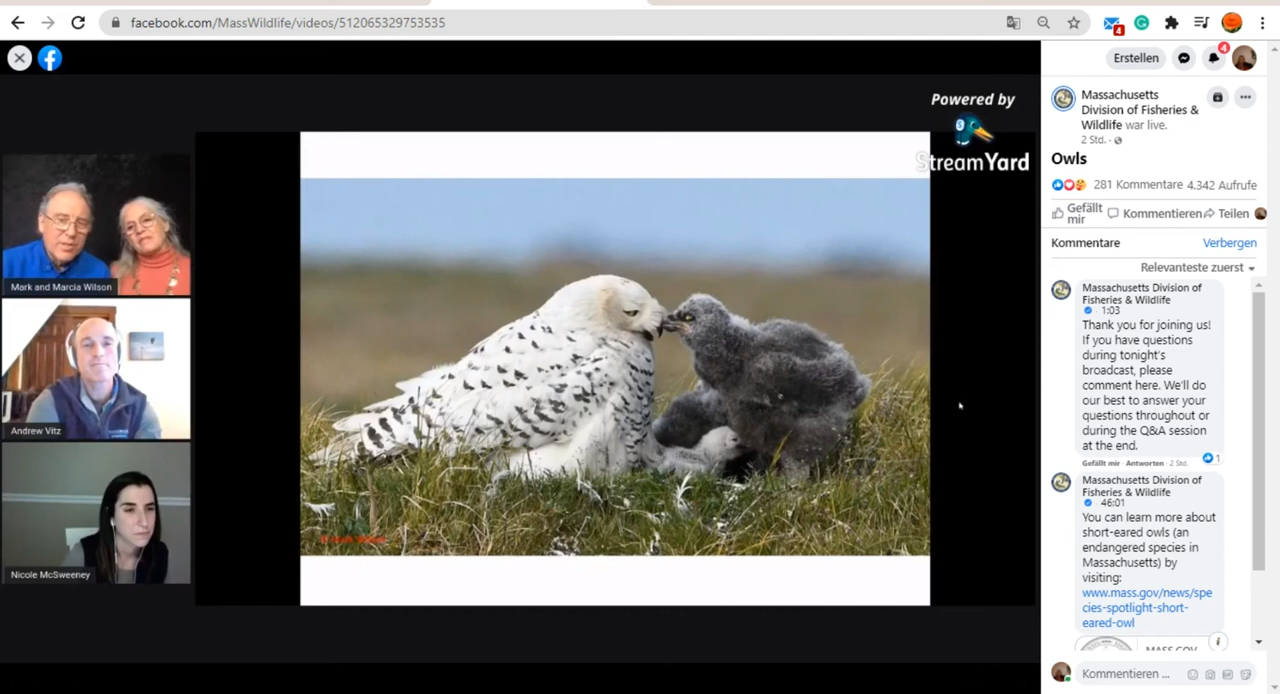 facebook.com/MassWildlife/videos/512065329753535
4
Erstellen
4
Powered by
StreamYard
Mark and Marcia Wilson
Andrew Vitz
Nicole McSweeney
Massachusetts
Division of Fisheries &
Wildlife war live.
2 Std. ·
Owls
281 Kommentare 4.342 Aufrufe
Gefällt
mir
Kommentieren
Teilen
Kommentare
Verbergen
Relevanteste zuerst
Massachusetts Division of
Fisheries & Wildlife
· 1:03
Thank you for joining us!
If you have questions
during tonight's
broadcast, please
comment here. We'll do
our best to answer your
questions throughout or
during the Q&A session
at the end.
1
Gefällt mir · Antworten · 2 Std.
Massachusetts Division of
Fisheries & Wildlife
· 46:01
You can learn more about
short-eared owls (an
endangered species in
Massachusetts) by
visiting:
www.mass.gov/news/spe
cies-spotlight-short-
eared-owl
MASS.GOV
Kommentieren ...